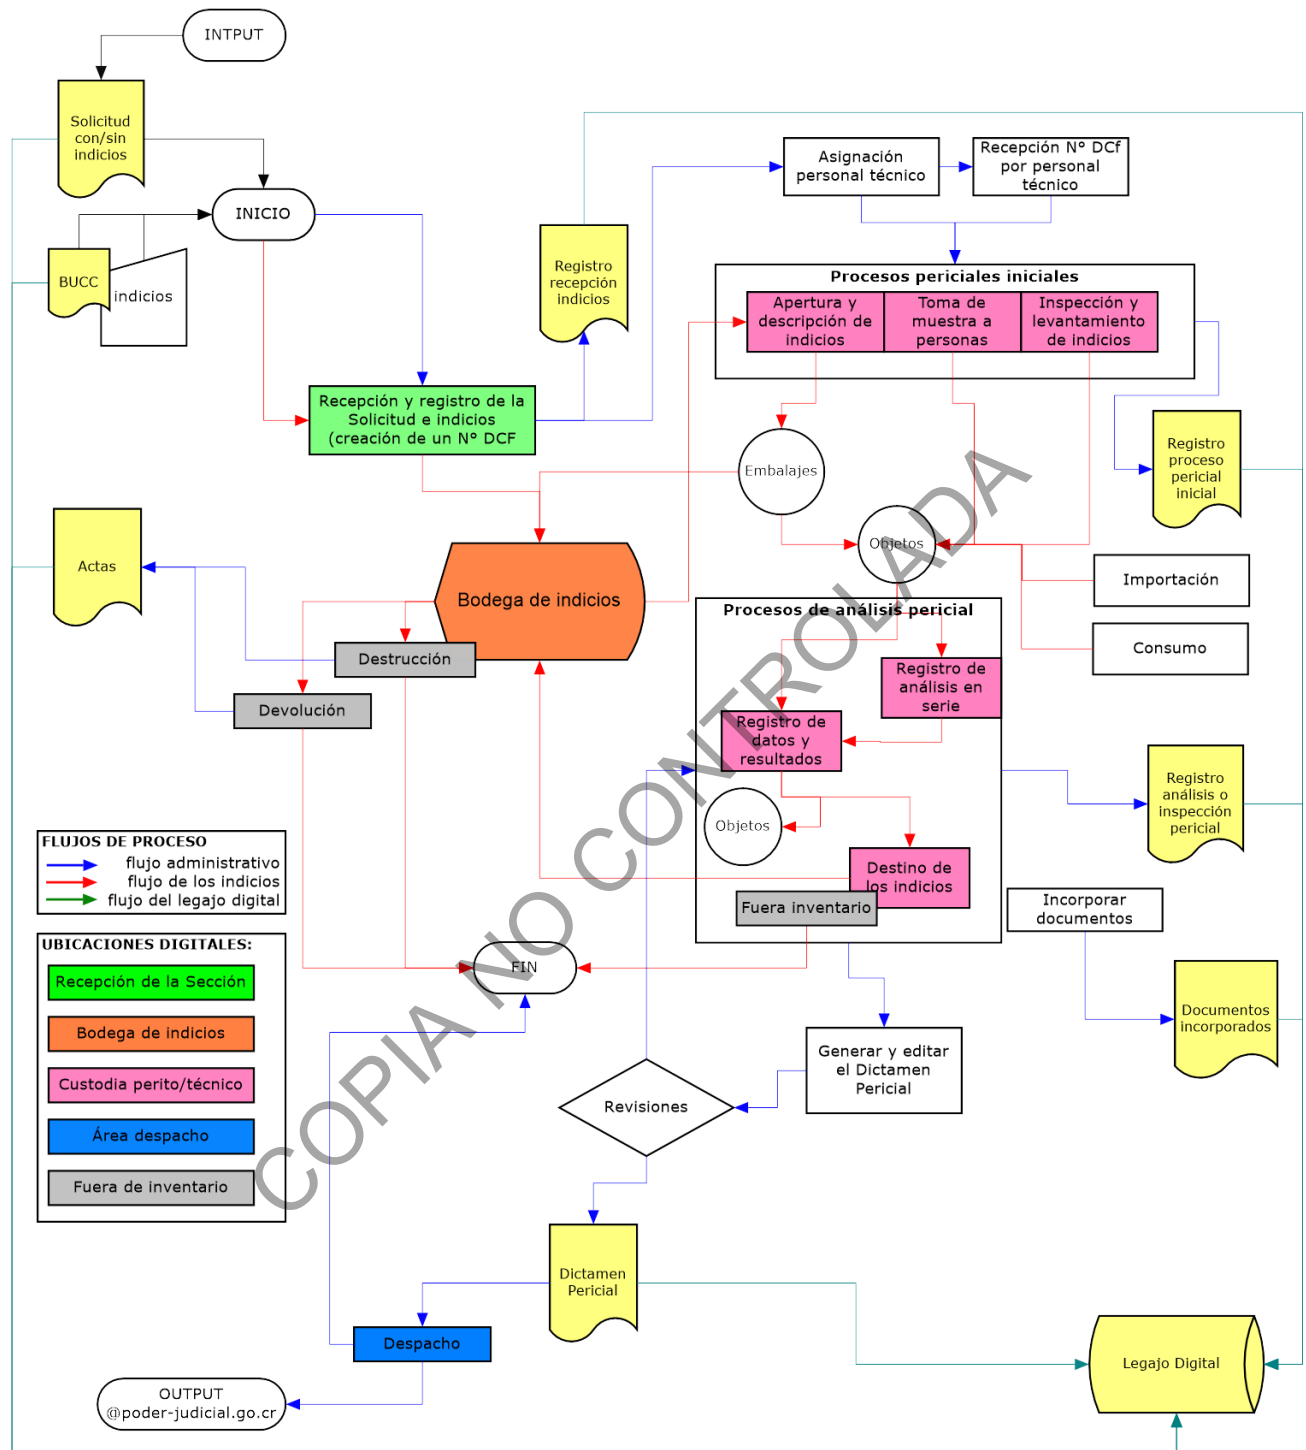 INTPUT
Solicitud
con/sin
indicios
INICIO
BUCC
indicios
Registro
recepción
indicios
Asignación
personal técnico
Recepción N° DCf
por personal
técnico
Procesos periciales iniciales
Apertura y
descripción de
indicios
Toma de
muestra a
personas
Inspección y
levantamiento
de indicios
Recepción y registro de la
Solicitud e indicios
(creación de un N° DCF
Embalajes
Objetos
Registro
proceso
pericial
inicial
Actas
Bodega de indicios
Importación
Consumo
Destrucción
Devolución
Procesos de análisis pericial
Registro de
análisis en
serie
Registro de
datos y
resultados
Objetos
Destino de
los indicios
Fuera inventario
Registro
análisis o
inspección
pericial
Incorporar
documentos
Documentos
incorporados
FLUJOS DE PROCESO
flujo administrativo
flujo de los indicios
flujo del legajo digital
UBICACIONES DIGITALES:
Recepción de la Sección
Bodega de indicios
Custodia perito/técnico
Área despacho
Fuera de inventario
FIN
Generar y editar
el Dictamen
Pericial
Revisiones
Dictamen
Pericial
Despacho
OUTPUT
@poder-judicial.go.cr
Legajo Digital
COPIA NO CONTROLADA